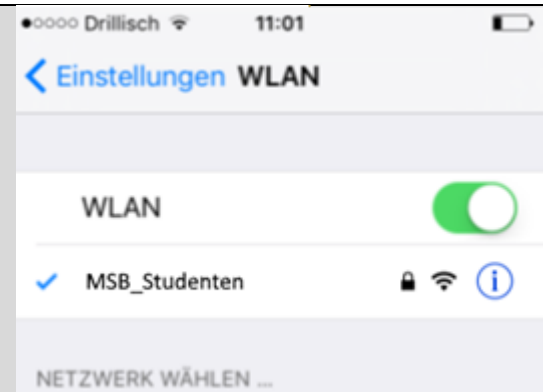 Drillisch 11:01
Einstellungen WLAN
WLAN
MSB_Studenten
NETZWERK WÄHLEN ...